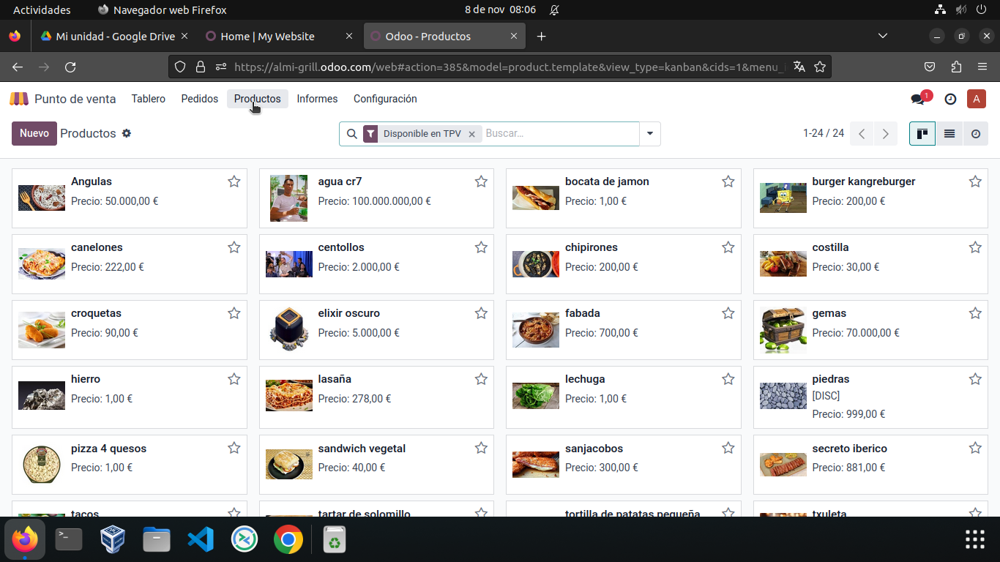 Actividades
Navegador web Firefox
8 de nov 08:06
Mi unidad - Google Drive
Home | My Website
Odoo - Productos
https://almi-grill.odoo.com/web#action=385&model=product.template&view_type=kanban&cids=1&menu_
Punto de venta
Tablero
Pedidos
Productos
Informes
Configuración
1
A
Nuevo
Productos
Disponible en TPV
Buscar...
1-24 / 24
Angulas
Precio: 50.000,00 €
agua cr7
Precio: 100.000.000,00 €
bocata de jamon
Precio: 1,00 €
burger kangreburger
Precio: 200,00 €
canelones
Precio: 222,00 €
centollos
Precio: 2.000,00 €
chipirones
Precio: 200,00 €
costilla
Precio: 30,00 €
croquetas
Precio: 90,00 €
elixir oscuro
Precio: 5.000,00 €
fabada
Precio: 700,00 €
gemas
Precio: 70.000,00 €
hierro
Precio: 1,00 €
lasaña
Precio: 278,00 €
lechuga
Precio: 1,00 €
piedras
[DISC]
Precio: 999,00 €
pizza 4 quesos
Precio: 1,00 €
sandwich vegetal
Precio: 40,00 €
sanjacobos
Precio: 300,00 €
secreto iberico
Precio: 881,00 €
tacos
tartar de solomillo
tortilla de patatas pequeña
txuleta